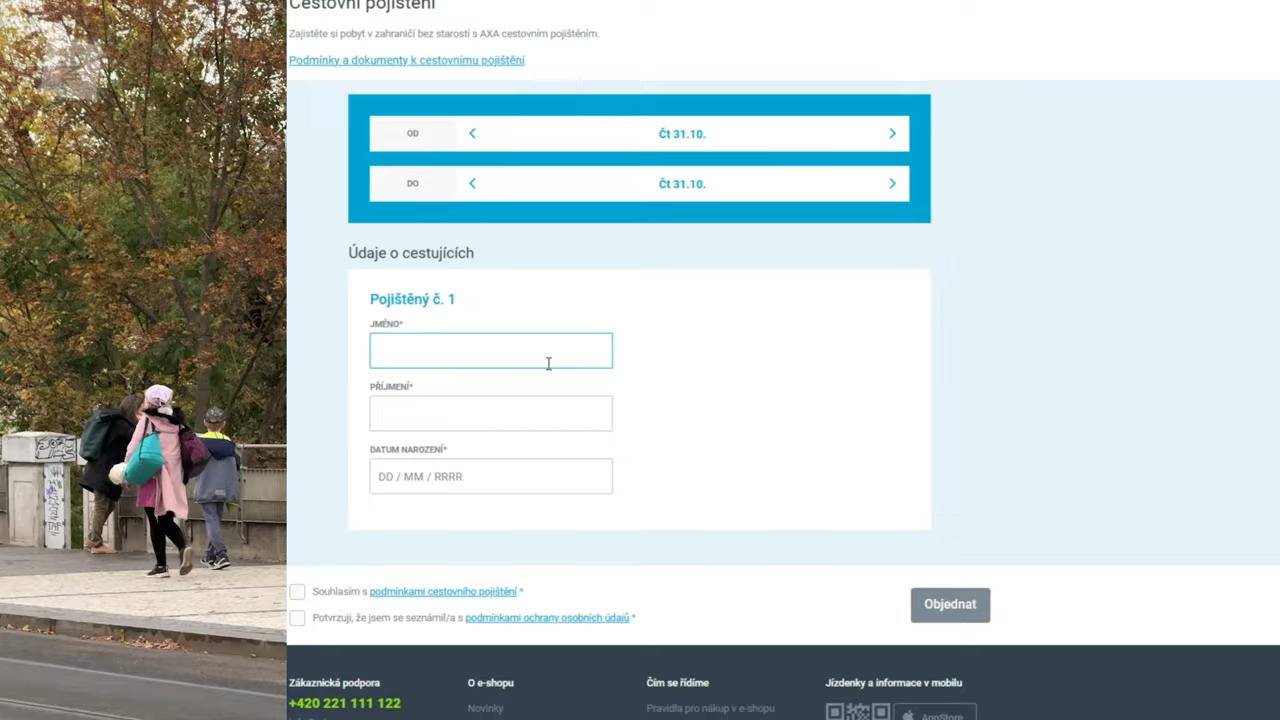 Cestovní pojištění
Zajistěte si pobyt v zahraničí bez starostí s AXA cestovním pojištěním.
Podmínky a dokumenty k cestovnímu pojištění
OD
Čt 31.10.
DO
Čt 31.10.
Údaje o cestujících
Pojištěný č. 1
JMÉNO*
PŘÍJMENÍ*
DATUM NAROZENÍ*
DD / MM / RRRR
Souhlasím s podmínkami cestovního pojištění *
Potvrzuji, že jsem se seznámil/a s podmínkami ochrany osobních údajů *
Objednat
Zákaznická podpora
+420 221 111 122
O e-shopu
Novinky
Čím se řídíme
Pravidla pro nákup v e-shopu
Jízdenky a informace v mobilu
AppStore